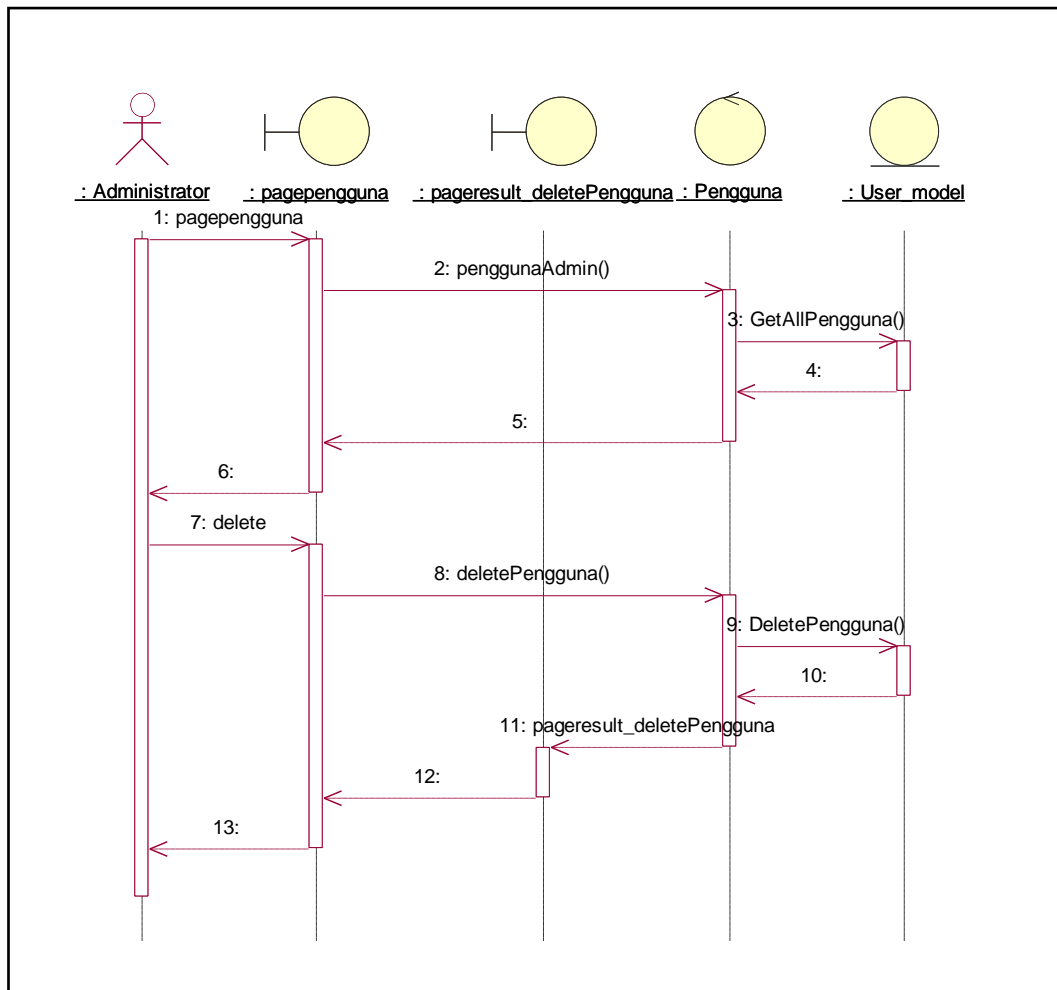 : Administrator
: pagepengguna
: pageresult_deletePengguna
: Pengguna
: User_model
1: pagepengguna
2: penggunaAdmin()
3: GetAllPengguna()
4:
5:
6:
7: delete
8: deletePengguna()
9: DeletePengguna()
10:
11: pageresult_deletePengguna
12:
13: